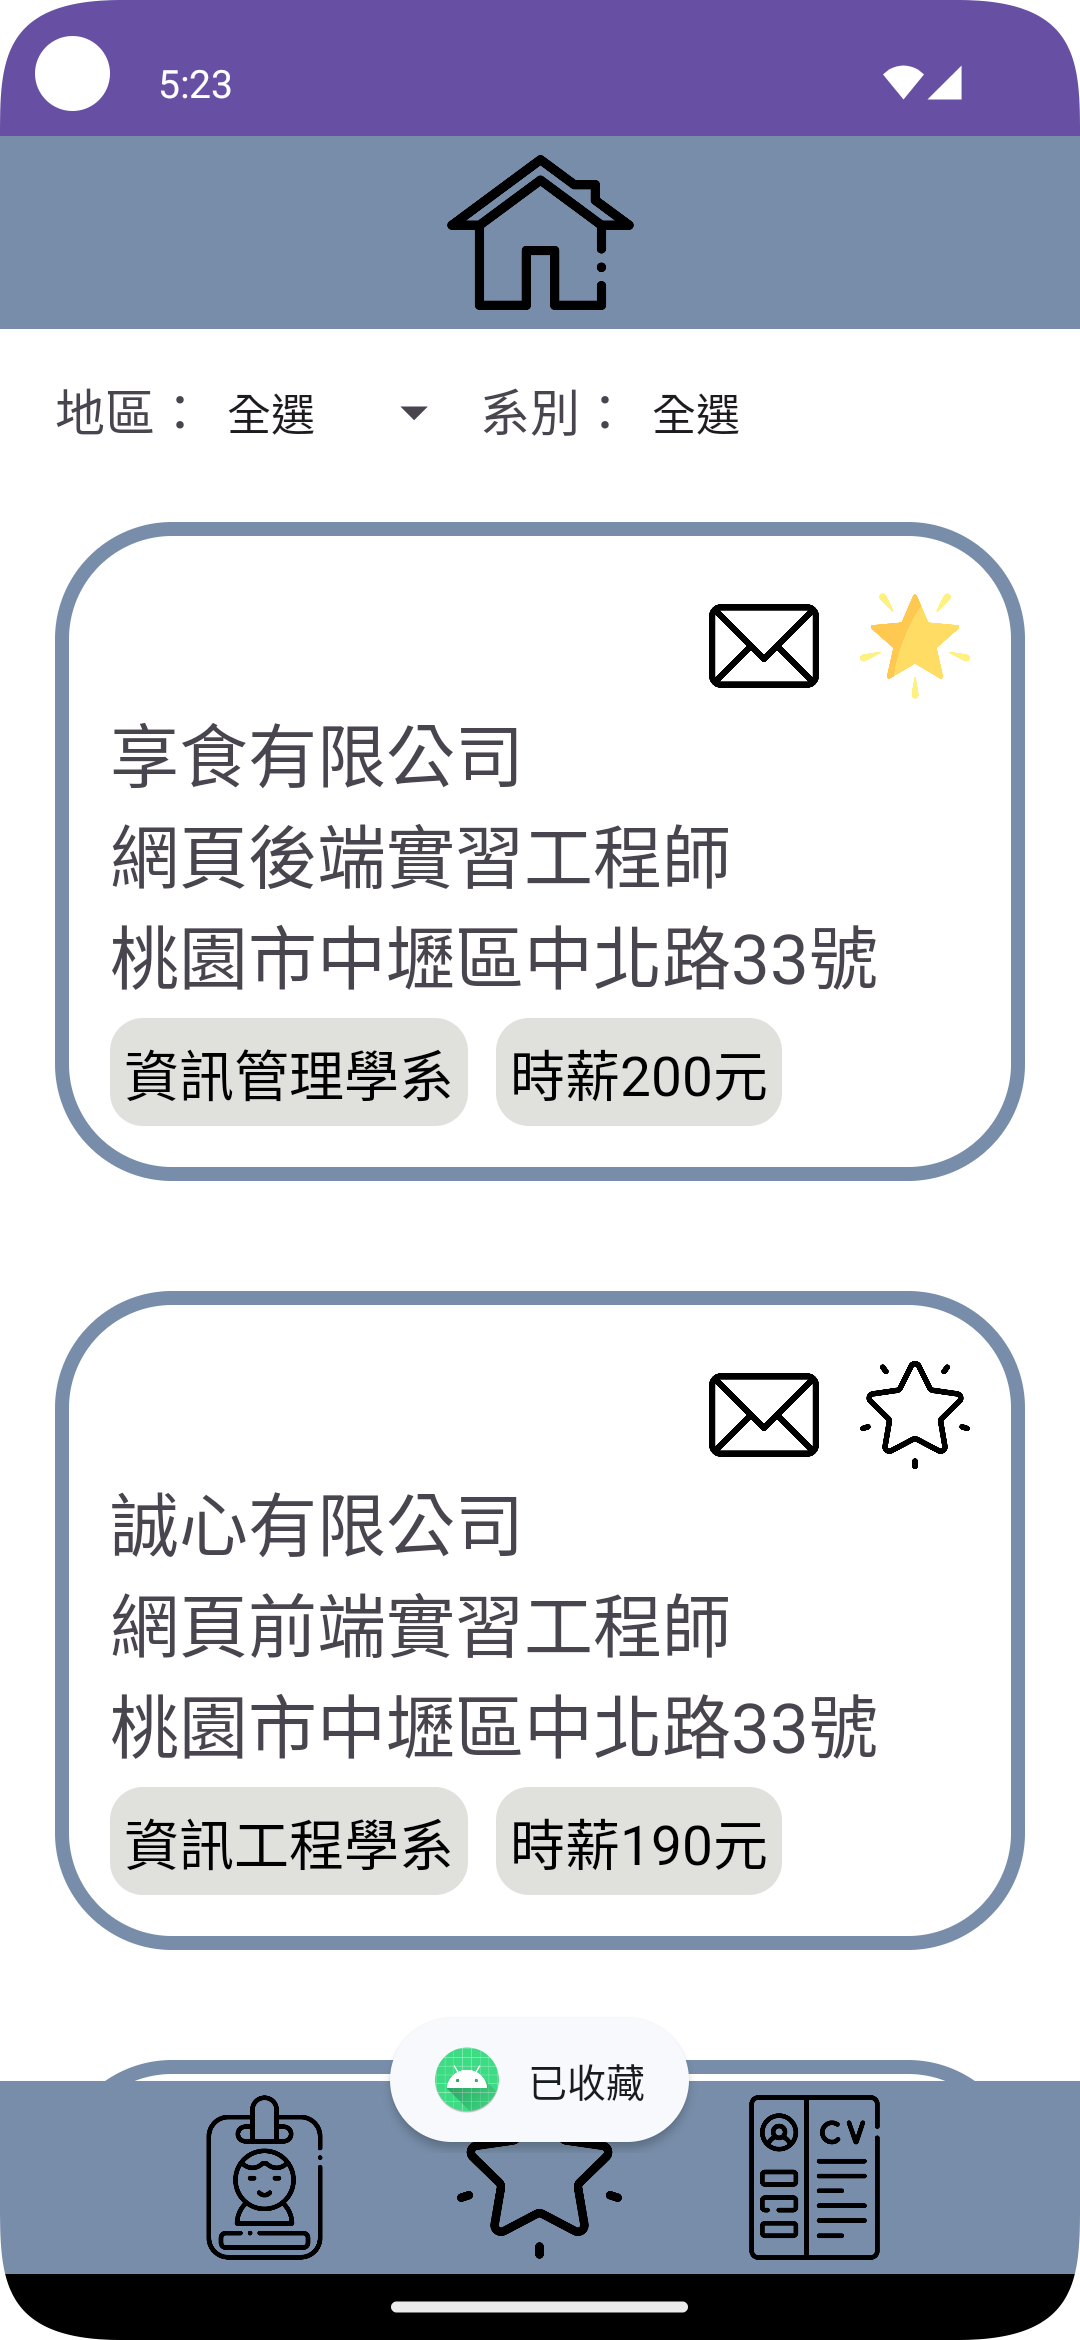 5:23
地區： 全選 系別： 全選
享食有限公司
網頁後端實習工程師
桃園市中壢區中北路33號
資訊管理學系 時薪200元
誠心有限公司
網頁前端實習工程師
桃園市中壢區中北路33號
資訊工程學系 時薪190元
已收藏
CV